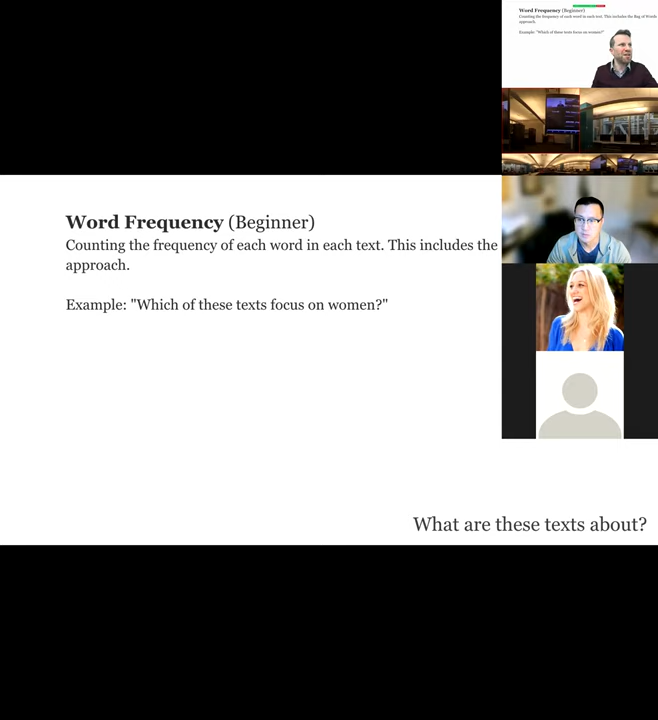 Word Frequency (Beginner)
Counting the frequency of each word in each text. This includes the
approach.
Example: "Which of these texts focus on women?"
What are these texts about?
Word Frequency (Beginner)
Counting the frequency of each word in each text. This includes the Bag of Words
approach.
Example: "Which of these texts focus on women?"